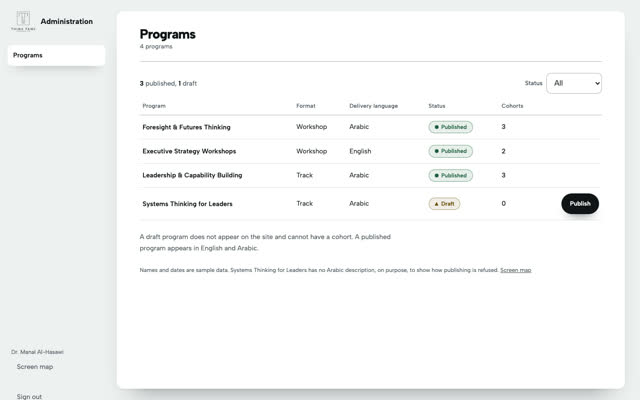 Administration
Programs
Dr. Manal Al-Hasawi
Screen map
Sign out
Programs
4 programs
3 published, 1 draft
Status All
Program Format Delivery language Status Cohorts
Foresight & Futures Thinking Workshop Arabic Published 3
Executive Strategy Workshops Workshop English Published 2
Leadership & Capability Building Track Arabic Published 3
Systems Thinking for Leaders Track Arabic Draft 0 Publish
A draft program does not appear on the site and cannot have a cohort. A published
program appears in English and Arabic.
Names and dates are sample data. Systems Thinking for Leaders has no Arabic description, on purpose, to show how publishing is refused. Screen map